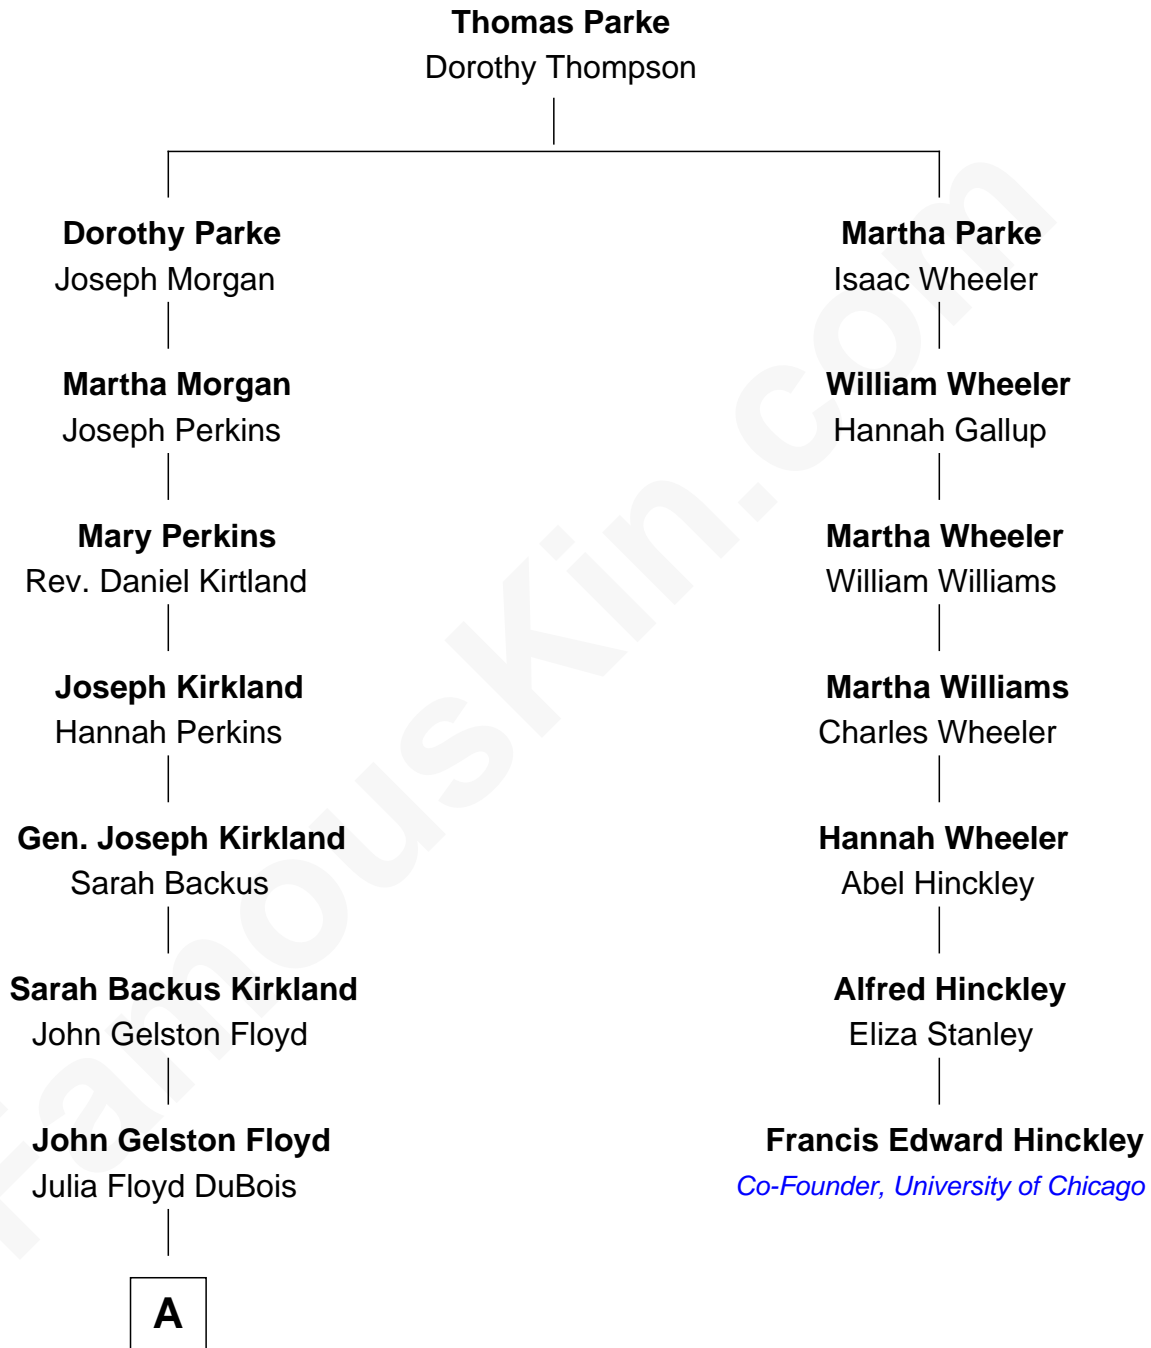 Thomas Parke
Dorothy Thompson
Dorothy Parke
Joseph Morgan
Martha Morgan
Joseph Perkins
Mary Perkins
Rev. Daniel Kirtland
Joseph Kirkland
Hannah Perkins
Gen. Joseph Kirkland
Sarah Backus
Sarah Backus Kirkland
John Gelston Floyd
John Gelston Floyd
Julia Floyd DuBois
A
Martha Parke
Isaac Wheeler
William Wheeler
Hannah Gallup
Martha Wheeler
William Williams
Martha Williams
Charles Wheeler
Hannah Wheeler
Abel Hinckley
Alfred Hinckley
Eliza Stanley
Francis Edward Hinckley
Co-Founder, University of Chicago
FamousKin.com